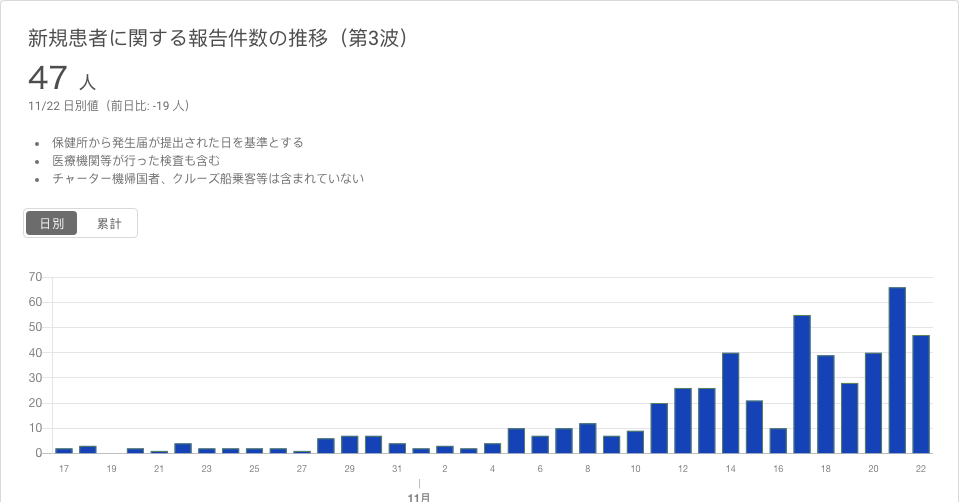 新規患者に関する報告件数の推移（第3波）
47 人
11/22 日別値（前日比: -19 人）
保健所から発生届が提出された日を基準とする
医療機関等が行った検査も含む
チャーター機帰国者、クルーズ船乗客等は含まれていない
日別 累計
70
60
50
40
30
20
10
0
17 19 21 23 25 27 29 31 2 4 6 8 10 12 14 16 18 20 22
11月